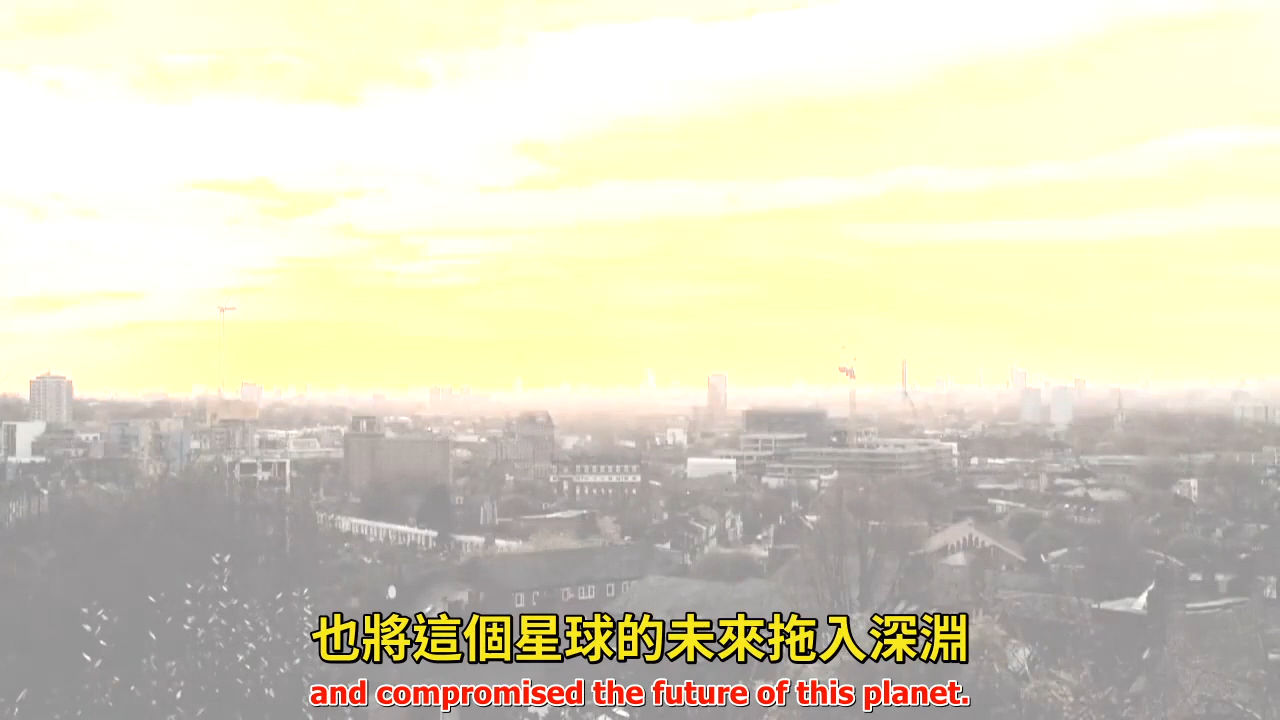 也將這個星球的未來拖入深淵
and compromised the future of this planet.